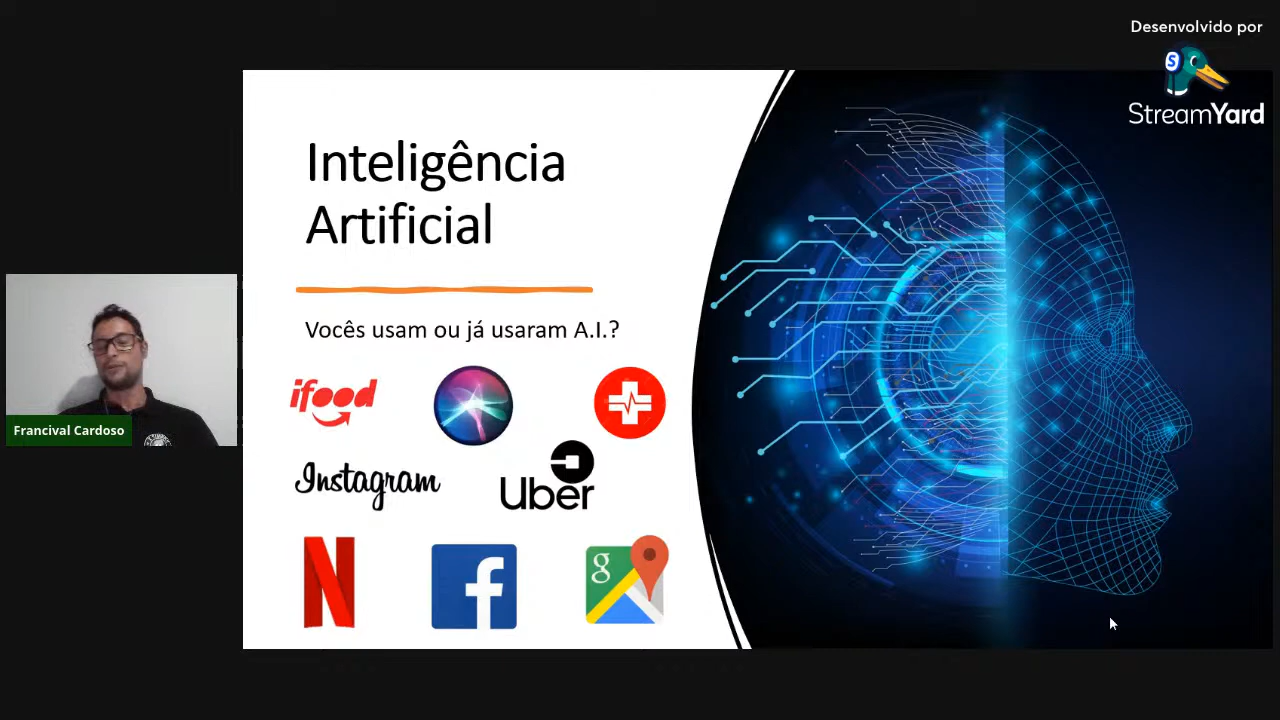 Desenvolvido por
StreamYard
Inteligência
Artificial
Vocês usam ou já usaram A.I.?
ifood
Instagram
Uber
N
f
g
Francival Cardoso